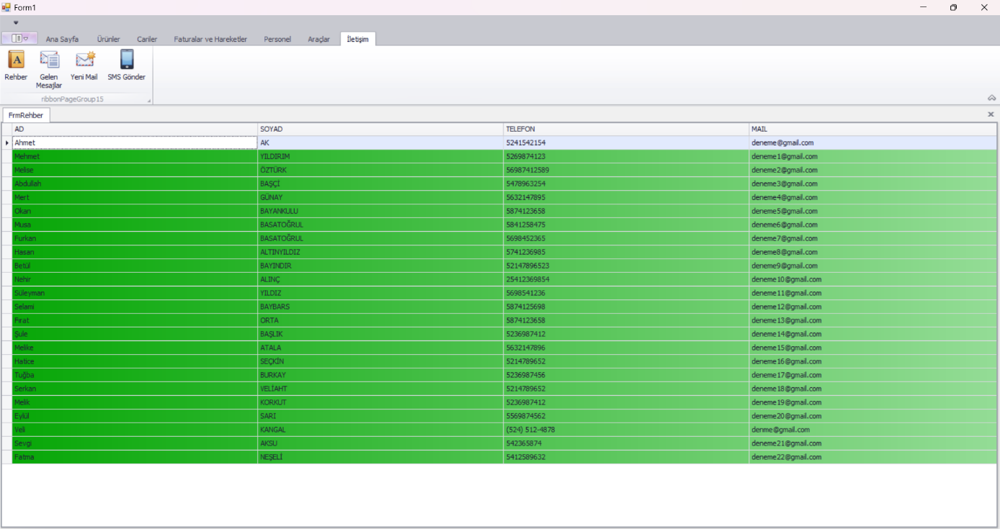 Form1
Ana Sayfa Ürünler Cariler Faturalar ve Hareketler Personel Araçlar İletişim
Rehber Gelen Mesajlar Yeni Mail SMS Gönder
ribbonPageGroup15
FrmRehber
AD SOYAD TELEFON MAIL
Ahmet AK 5241542154 deneme@gmail.com
Mehmet YILDIRIM 5269874123 deneme1@gmail.com
Melise ÖZTÜRK 56987412589 deneme2@gmail.com
Abdullah BAŞÇİ 5478963254 deneme3@gmail.com
Mert GÜNAY 5632147895 deneme4@gmail.com
Okan BAYANKULU 5874123658 deneme5@gmail.com
Musa BASATOĞRUL 5841258475 deneme6@gmail.com
Furkan BASATOĞRUL 5698452365 deneme7@gmail.com
Hasan ALTINYILDIZ 5741236985 deneme8@gmail.com
Betül BAYINDIR 52147896523 deneme9@gmail.com
Nehir ALINÇ 25412369854 deneme10@gmail.com
Süleyman YILDIZ 5698541236 deneme11@gmail.com
Selami BAYBARS 5874125698 deneme12@gmail.com
Fırat ORTA 5874123658 deneme13@gmail.com
Şule BAŞLIK 5236987412 deneme14@gmail.com
Melike ATALA 5632147896 deneme15@gmail.com
Hatice SEÇKİN 5214789652 deneme16@gmail.com
Tuğba BURKAY 5236987456 deneme17@gmail.com
Serkan VELİAHT 5214789652 deneme18@gmail.com
Melik KORKUT 5236987412 deneme19@gmail.com
Eylül SARI 5569874562 deneme20@gmail.com
Veli KANGAL (524) 512-4878 denme@gmail.com
Sevgi AKSU 542365874 deneme21@gmail.com
Fatma NEŞELİ 5412589632 deneme22@gmail.com